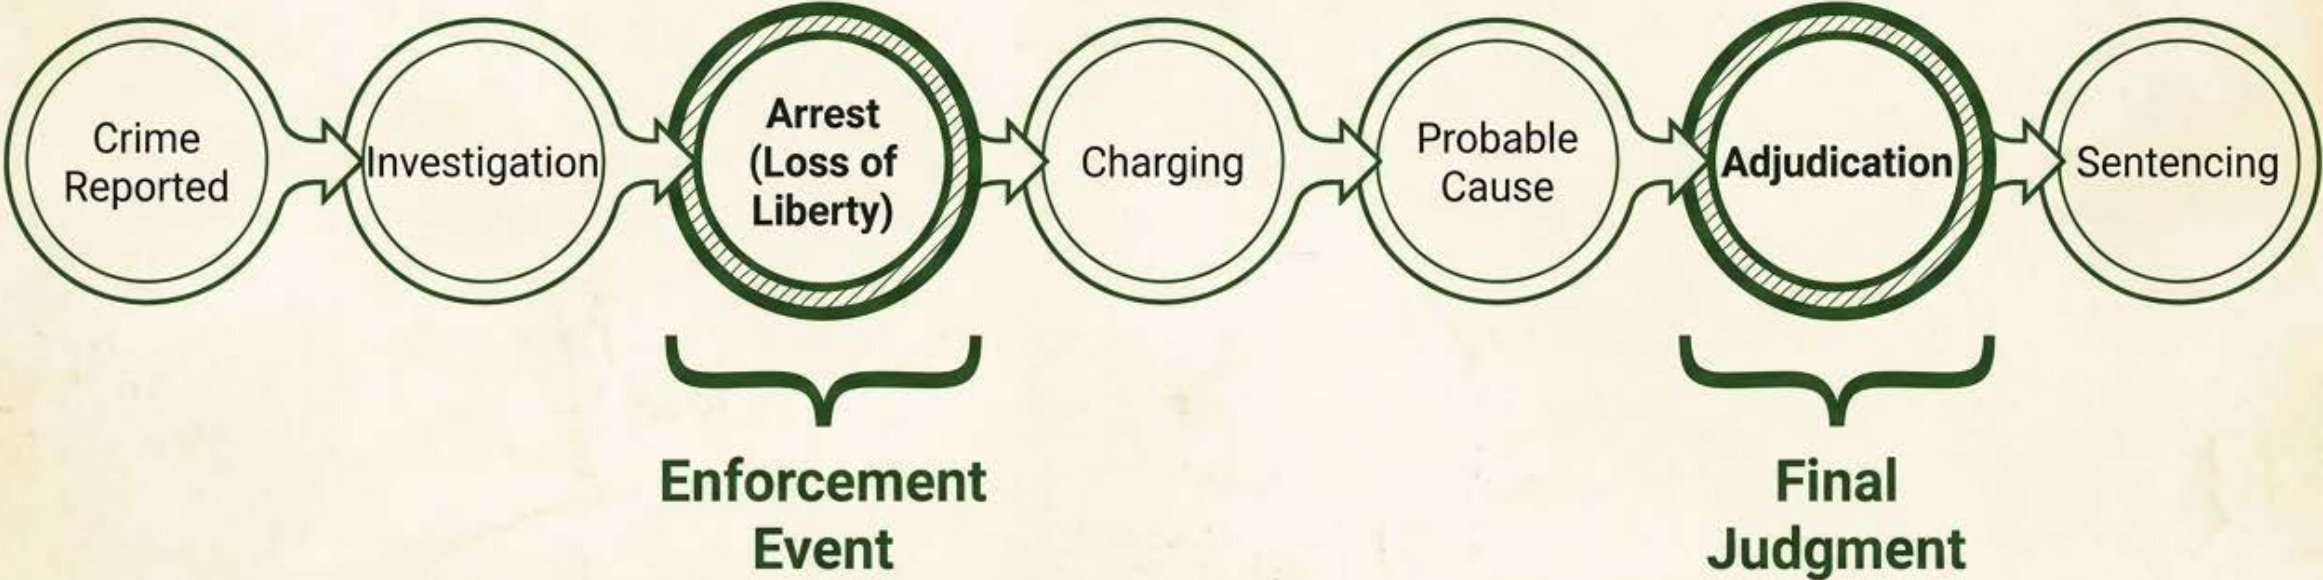 Crime
Reported
Investigation
Arrest
(Loss of
Liberty)
Charging
Probable
Cause
Adjudication
Sentencing
Enforcement
Event
Final
Judgment